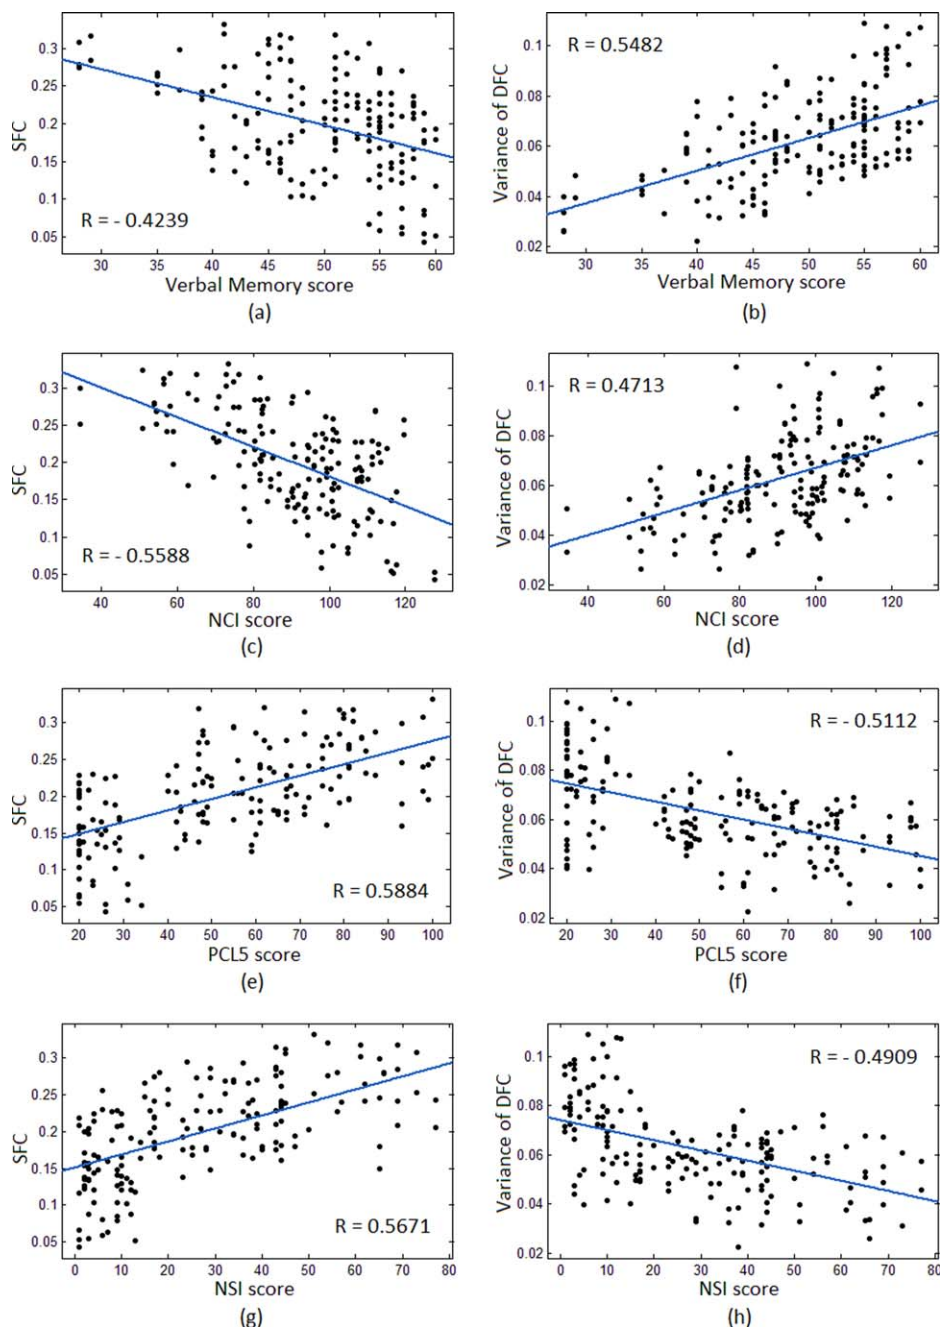 0.3
0.25
0.2
0.15
0.1
0.05
SFC
R = - 0.4239
30 35 40 45 50 55 60
Verbal Memory score
(a)
0.1
0.08
0.06
0.04
0.02
Variance of DFC
R = 0.5482
30 35 40 45 50 55 60
Verbal Memory score
(b)
0.3
0.25
0.2
0.15
0.1
0.05
SFC
R = - 0.5588
40 60 80 100 120
NCI score
(c)
0.1
0.08
0.06
0.04
0.02
Variance of DFC
R = 0.4713
40 60 80 100 120
NCI score
(d)
0.3
0.25
0.2
0.15
0.1
0.05
SFC
R = 0.5884
20 30 40 50 60 70 80 90 100
PCL5 score
(e)
0.1
0.08
0.06
0.04
0.02
Variance of DFC
R = - 0.5112
20 30 40 50 60 70 80 90 100
PCL5 score
(f)
0.3
0.25
0.2
0.15
0.1
0.05
SFC
R = 0.5671
0 10 20 30 40 50 60 70 80
NSI score
(g)
0.1
0.08
0.06
0.04
0.02
Variance of DFC
R = - 0.4909
0 10 20 30 40 50 60 70 80
NSI score
(h)